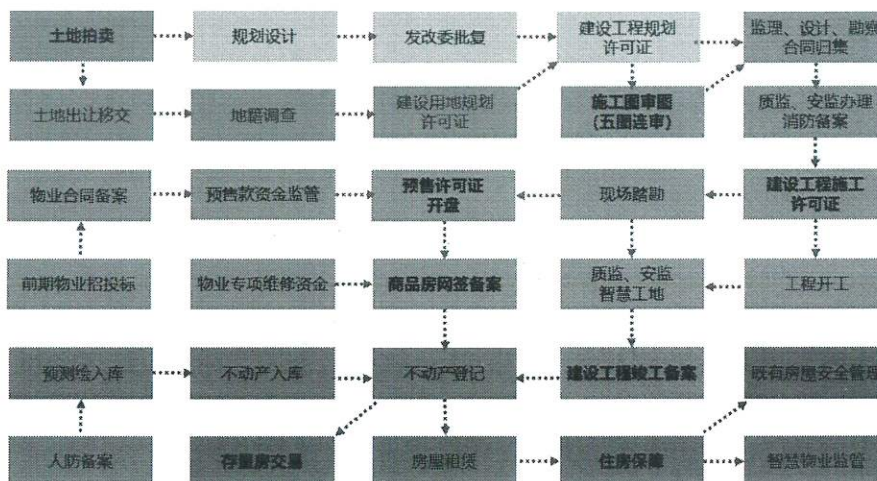 土地拍卖
规划设计
发改委批复
建设工程规划
许可证
监理、设计、勘察
合同归集
土地出让移交
地籍调查
建设用地规划
许可证
施工图审图
(五图连审)
质监、安监办理
消防备案
物业合同备案
预售款资金监管
预售许可证
开盘
现场踏勘
建设工程施工
许可证
前期物业招投标
物业专项维修资金
商品房网签备案
质监、安监
智慧工地
工程开工
预测绘入库
不动产入库
不动产登记
建设工程竣工备案
既有房屋安全管理
人防备案
存量房交易
房屋租赁
住房保障
智慧物业监管